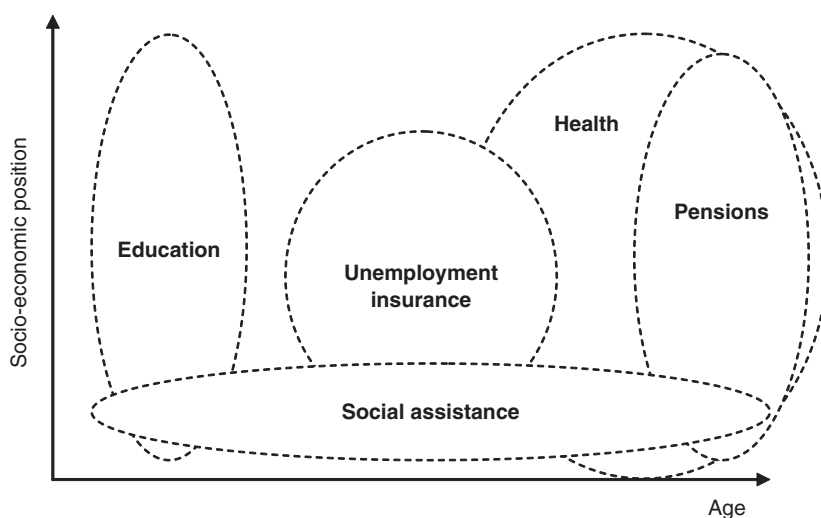 Socio-economic position
Health
Pensions
Education
Unemployment
insurance
Social assistance
Age